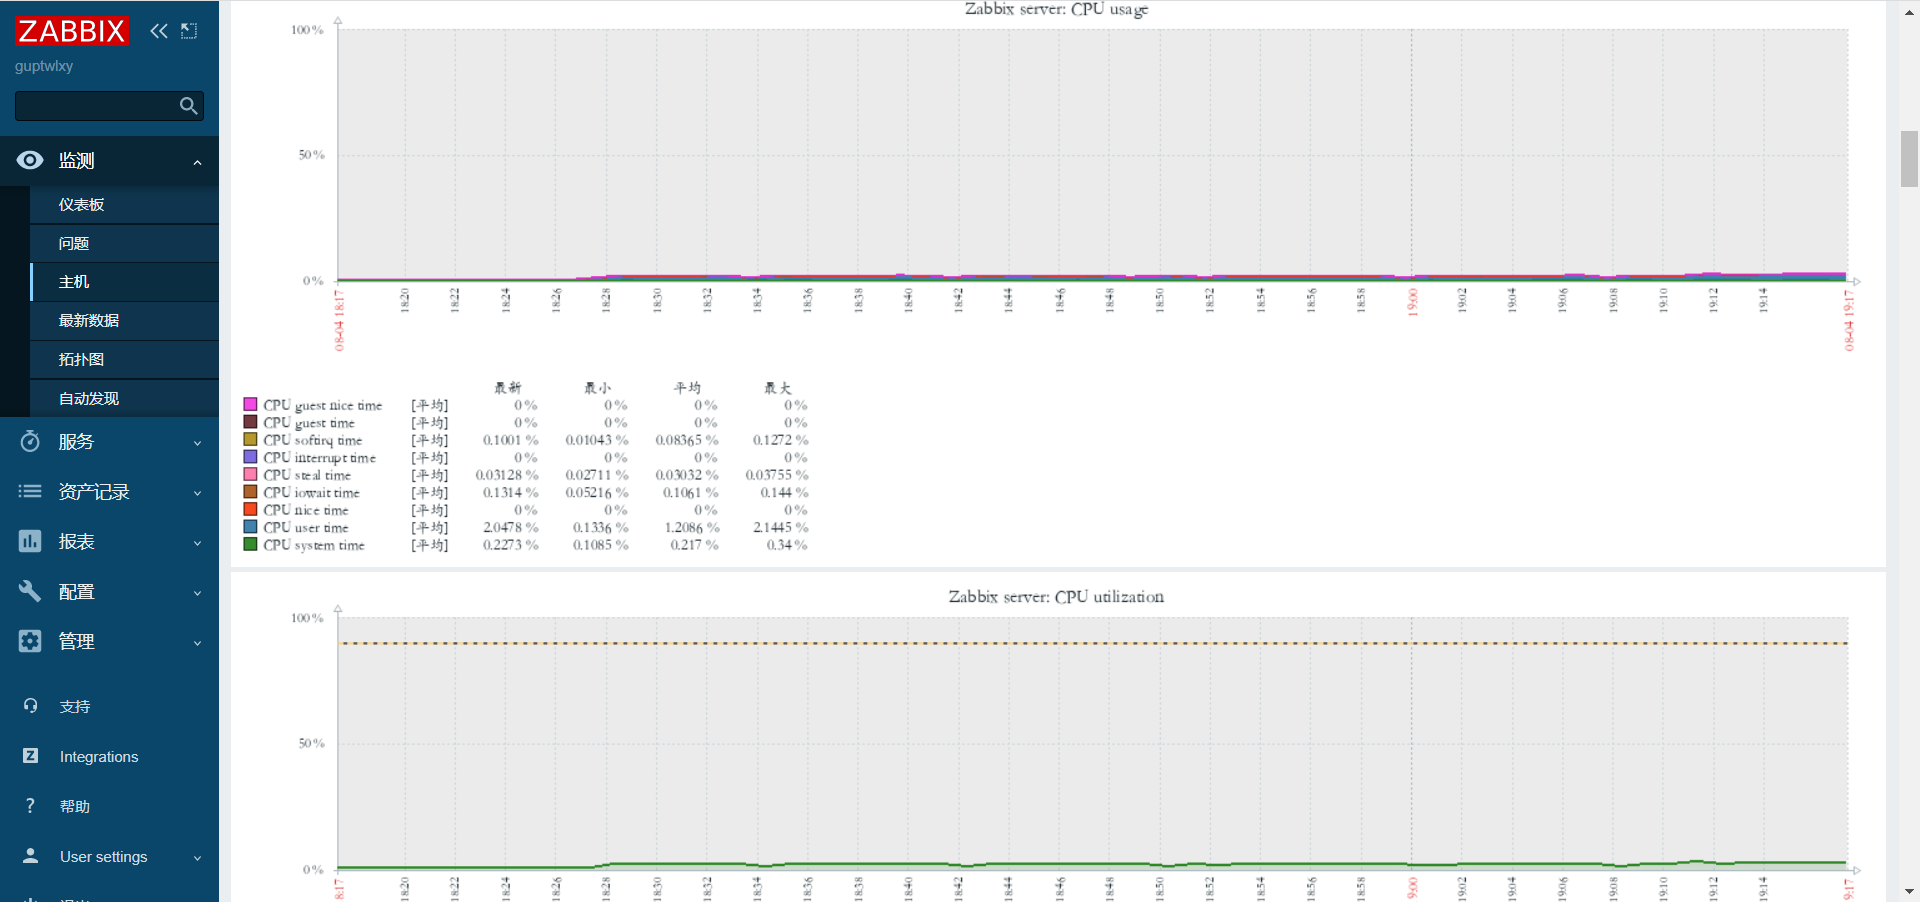 ZABBIX
guptwlxy
监测
仪表板
问题
主机
最新数据
拓扑图
自动发现
服务
资产记录
报表
配置
管理
支持
Integrations
帮助
User settings
Zabbix server: CPU usage
100 %
50 %
0 %
08-04 18:17
18:20
18:22
18:24
18:26
18:28
18:30
18:32
18:34
18:36
18:38
18:40
18:42
18:44
18:46
18:48
18:50
18:52
18:54
18:56
18:58
19:00
19:02
19:04
19:06
19:08
19:10
19:12
19:14
08-04 19:17
最新 最小 平均 最大
CPU guest nice time [平均] 0 % 0 % 0 % 0 %
CPU guest time [平均] 0 % 0 % 0 % 0 %
CPU softirq time [平均] 0.1001 % 0.01043 % 0.08365 % 0.1272 %
CPU interrupt time [平均] 0 % 0 % 0 % 0 %
CPU steal time [平均] 0.03128 % 0.02711 % 0.03032 % 0.03755 %
CPU iowait time [平均] 0.1314 % 0.05216 % 0.1061 % 0.144 %
CPU nice time [平均] 0 % 0 % 0 % 0 %
CPU user time [平均] 2.0478 % 0.1336 % 1.2086 % 2.1445 %
CPU system time [平均] 0.2273 % 0.1085 % 0.217 % 0.34 %
Zabbix server: CPU utilization
100 %
50 %
0 %
8:17
18:20
18:22
18:24
18:26
18:28
18:30
18:32
18:34
18:36
18:38
18:40
18:42
18:44
18:46
18:48
18:50
18:52
18:54
18:56
18:58
9:00
19:02
19:04
19:06
19:08
19:10
19:12
19:14
9:17